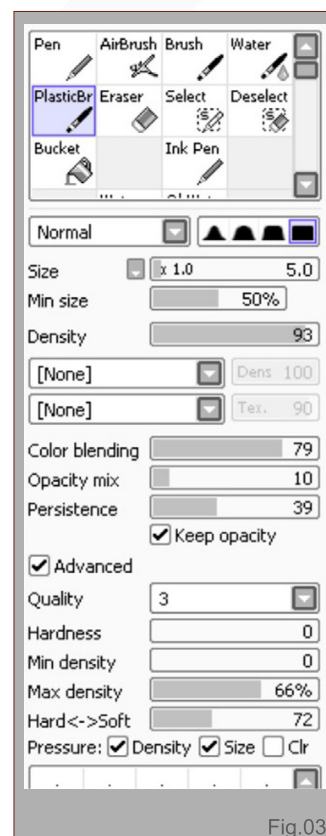 Pen AirBrush Brush Water
PlasticBr Eraser Select Deselect
Bucket Ink Pen
Normal
Size x 1.0 5.0
Min size 50%
Density 93
[None] Dens 100
[None] Tex. 90
Color blending 79
Opacity mix 10
Persistence 39
Keep opacity
Advanced
Quality 3
Hardness 0
Min density 0
Max density 66%
Hard<->Soft 72
Pressure: Density Size Clr
Fig.03